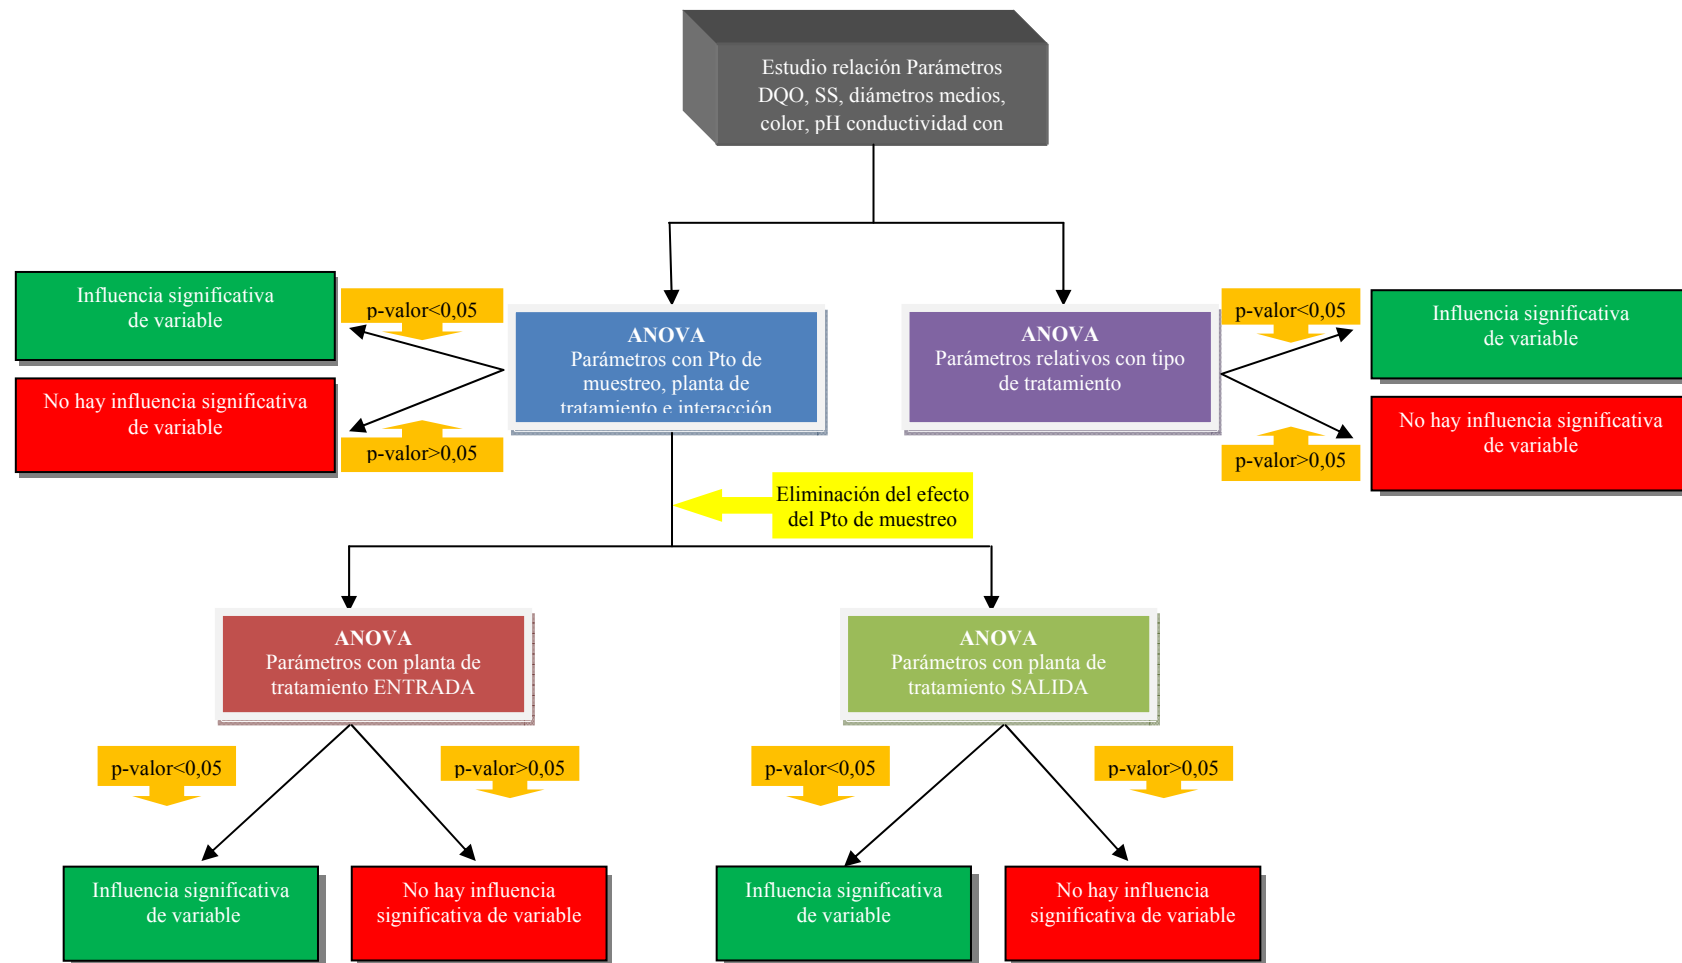 Estudio relación Parámetros
DQO, SS, diámetros medios,
color, pH conductividad con
Influencia significativa
de variable
p-valor<0,05
No hay influencia significativa
de variable
p-valor>0,05
ANOVA
Parámetros con Pto de
muestreo, planta de
tratamiento e interacción
ANOVA
Parámetros relativos con tipo
de tratamiento
p-valor<0,05
Influencia significativa
de variable
p-valor>0,05
No hay influencia significativa
de variable
Eliminación del efecto
del Pto de muestreo
ANOVA
Parámetros con planta de
tratamiento ENTRADA
ANOVA
Parámetros con planta de
tratamiento SALIDA
p-valor<0,05
p-valor>0,05
p-valor<0,05
p-valor>0,05
Influencia significativa
de variable
No hay influencia
significativa de variable
Influencia significativa
de variable
No hay influencia
significativa de variable